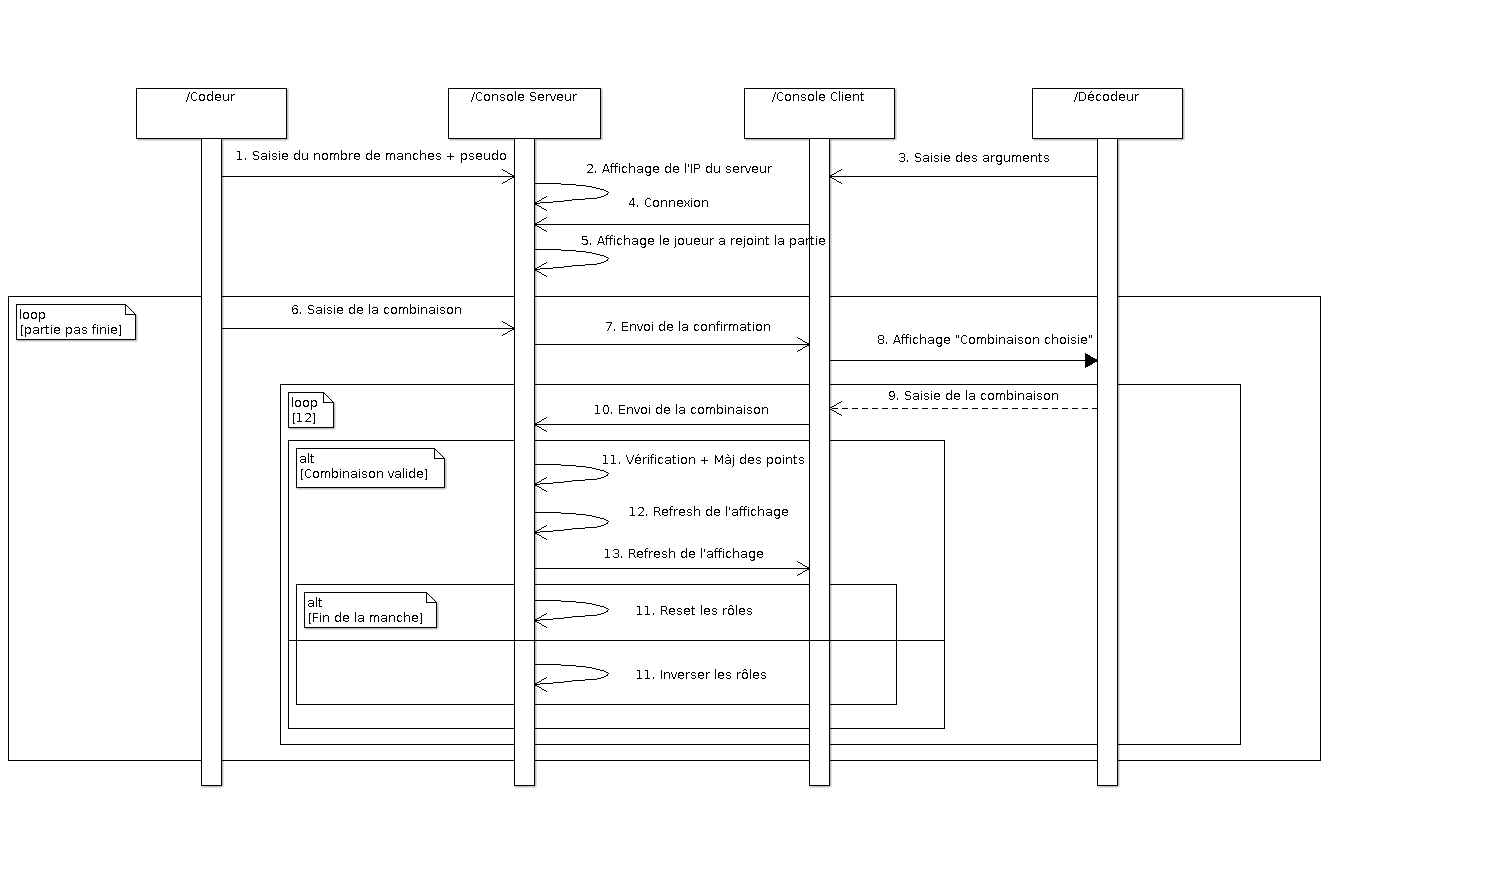 /Codeur
/Console Serveur
/Console Client
/Décodeur
1. Saisie du nombre de manches + pseudo
3. Saisie des arguments
2. Affichage de l'IP du serveur
4. Connexion
5. Affichage le joueur a rejoint la partie
loop
[partie pas finie]
6. Saisie de la combinaison
7. Envoi de la confirmation
8. Affichage "Combinaison choisie"
loop
[12]
9. Saisie de la combinaison
10. Envoi de la combinaison
alt
[Combinaison valide]
11. Vérification + Màj des points
12. Refresh de l'affichage
13. Refresh de l'affichage
alt
[Fin de la manche]
11. Reset les rôles
11. Inverser les rôles